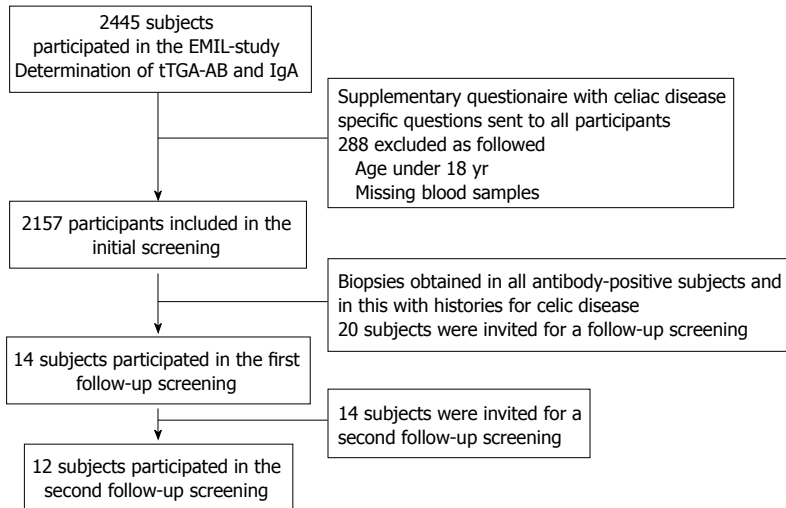 2445 subjects
participated in the EMIL-study
Determination of tTGA-AB and IgA
Supplementary questionaire with celiac disease
specific questions sent to all participants
288 excluded as followed
Age under 18 yr
Missing blood samples
2157 participants included in the
initial screening
Biopsies obtained in all antibody-positive subjects and
in this with histories for celic disease
20 subjects were invited for a follow-up screening
14 subjects participated in the first
follow-up screening
14 subjects were invited for a
second follow-up screening
12 subjects participated in the
second follow-up screening